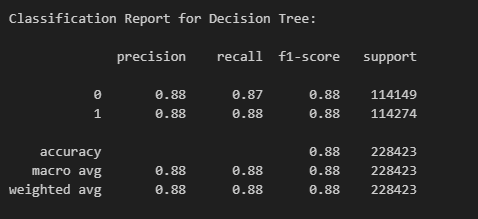 Classification Report for Decision Tree:
precision recall f1-score support
0 0.88 0.87 0.88 114149
1 0.88 0.88 0.88 114274
accuracy 0.88 228423
macro avg 0.88 0.88 0.88 228423
weighted avg 0.88 0.88 0.88 228423